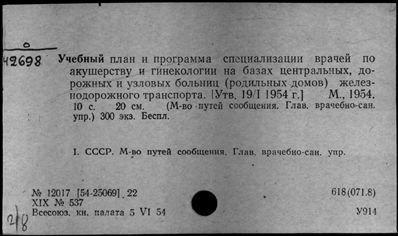 42698
Учебный план и программа специализации врачей по
акушерству и гинекологии на базах центральных, до-
рожных и узловых больниц (родильных домов) желез-
нодорожного транспорта. [Утв. 19/I 1954 г.] М., 1954.
10 с. 20 см. (М-во путей сообщения. Глав. врачебно-сан.
упр.) 300 экз. Беспл.
I. СССР. М-во путей сообщения. Глав. врачебно-сан. упр.
№ 12017 [54-25069] 22 618(071.8)
XIX № 537
Всесоюз. кн. палата 5 VI 54 У914